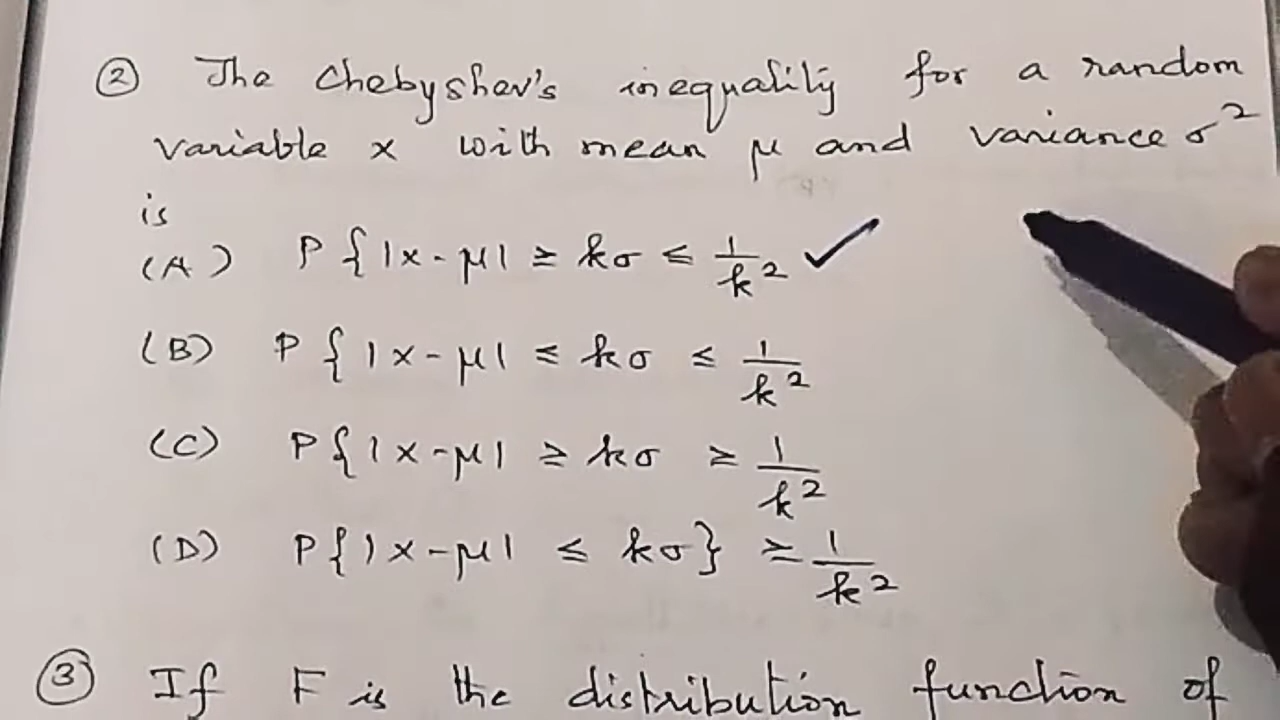 ② The Chebyshev's inequality for a random
variable x with mean μ and variance σ²
is
(A) P{|x-μ| ≥ kσ ≤ 1/k² ✓
(B) P{|x-μ| ≤ kσ ≤ 1/k²
(C) P{|x-μ| ≥ kσ ≥ 1/k²
(D) P{|x-μ| ≤ kσ} ≥ 1/k²
③ If F is the distribution function of